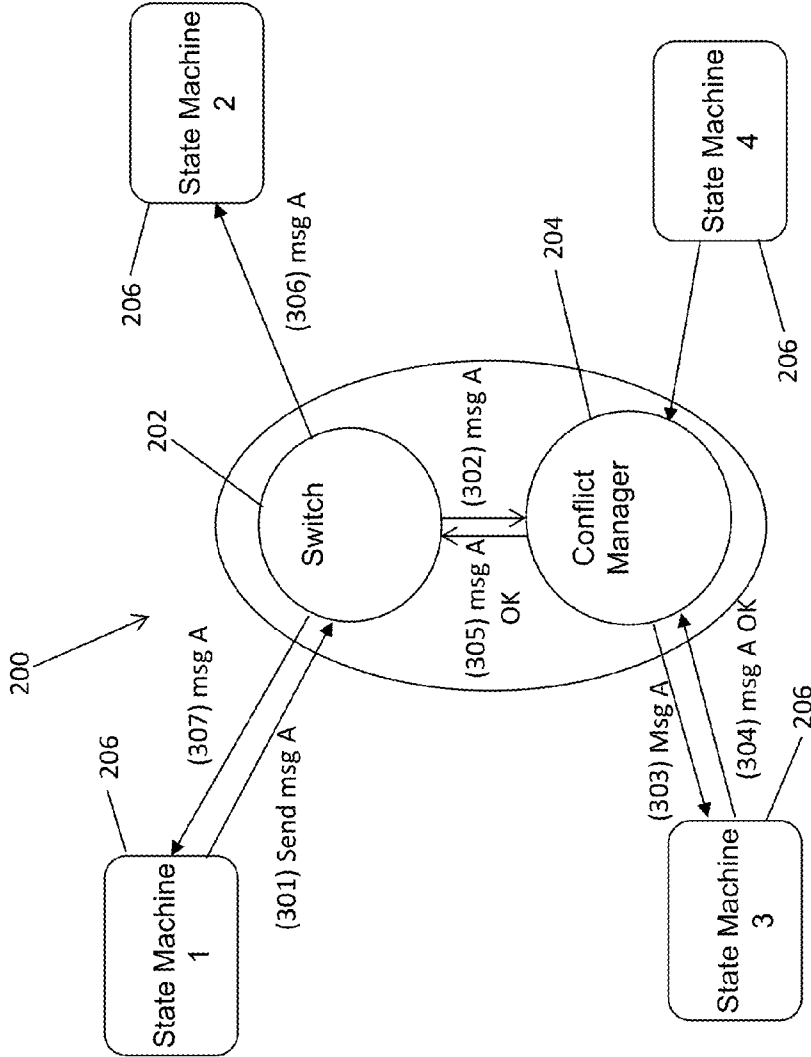 200
206
State Machine
1
206
State Machine
2
(307) msg A
(301) Send msg A
202
(306) msg A
Switch
(305) msg A
OK
(302) msg A
204
Conflict
Manager
(303) Msg A
(304) msg A OK
State Machine
3
206
State Machine
4
206